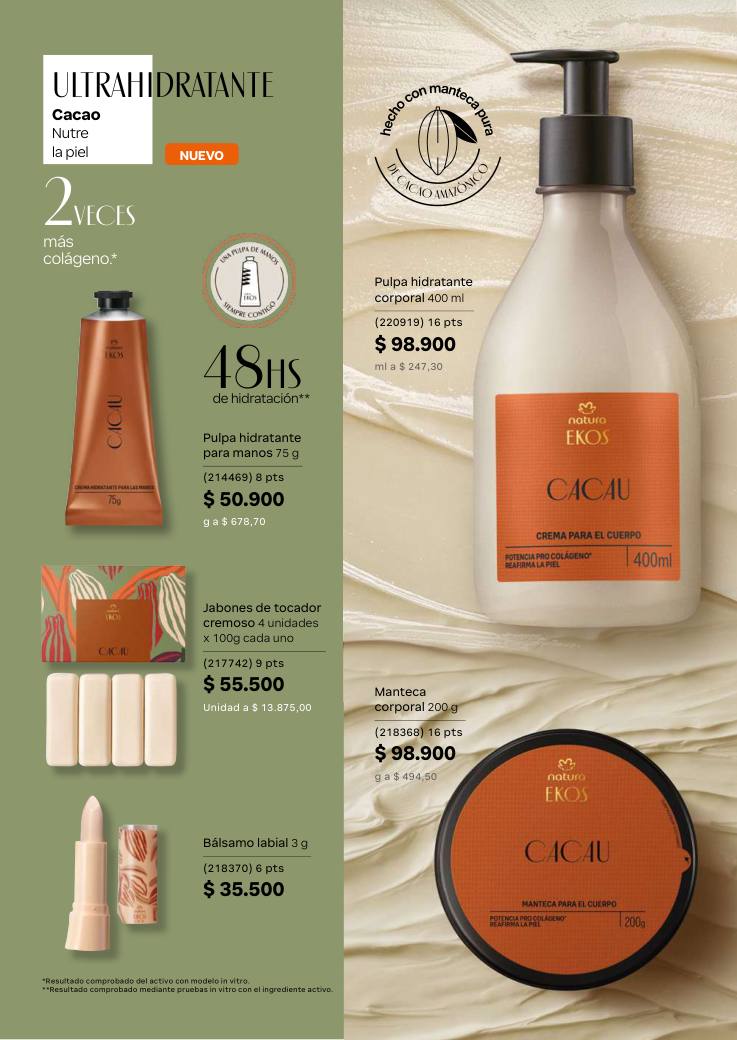 ULTRAHIDRATANTE
Cacao
Nutre
la piel
NUEVO
2 VECES
más
colágeno.*
UNA PULPA DE MANOS
EKOS
SIEMPRE CONTIGO
EKOS
CACAU
CREMA HIDRATANTE PARA LAS MANOS
75g
48HS
de hidratación**
Pulpa hidratante
para manos 75 g
(214469) 8 pts
$ 50.900
g a $ 678,70
EKOS
CACAU
Jabones de tocador
cremoso 4 unidades
x 100g cada uno
(217742) 9 pts
$ 55.500
Unidad a $ 13.875,00
EKOS
Bálsamo labial 3 g
(218370) 6 pts
$ 35.500
*Resultado comprobado del activo con modelo in vitro.
**Resultado comprobado mediante pruebas in vitro con el ingrediente activo.
hecho con manteca pura
DE CACAO AMAZÓNICO
Pulpa hidratante
corporal 400 ml
(220919) 16 pts
$ 98.900
ml a $ 247,30
natura
EKOS
CACAU
CREMA PARA EL CUERPO
POTENCIA PRO COLÁGENO*
REAFIRMA LA PIEL
400ml
Manteca
corporal 200 g
(218368) 16 pts
$ 98.900
g a $ 494,50
natura
EKOS
CACAU
MANTECA PARA EL CUERPO
POTENCIA PRO COLÁGENO*
REAFIRMA LA PIEL
200g